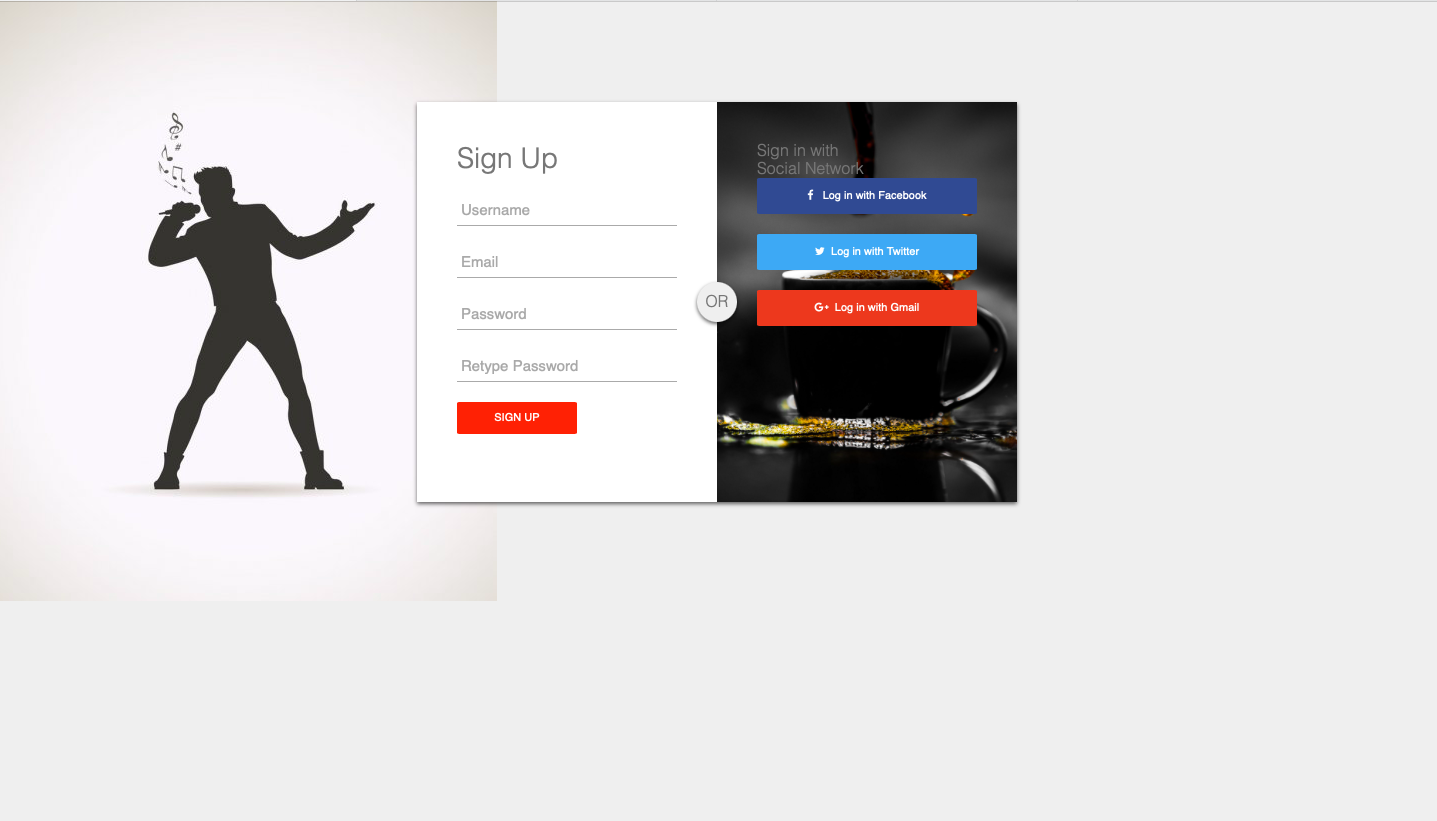 Sign Up
Username
Email
Password
Retype Password
SIGN UP
OR
Sign in with
Social Network
Log in with Facebook
Log in with Twitter
Log in with Gmail